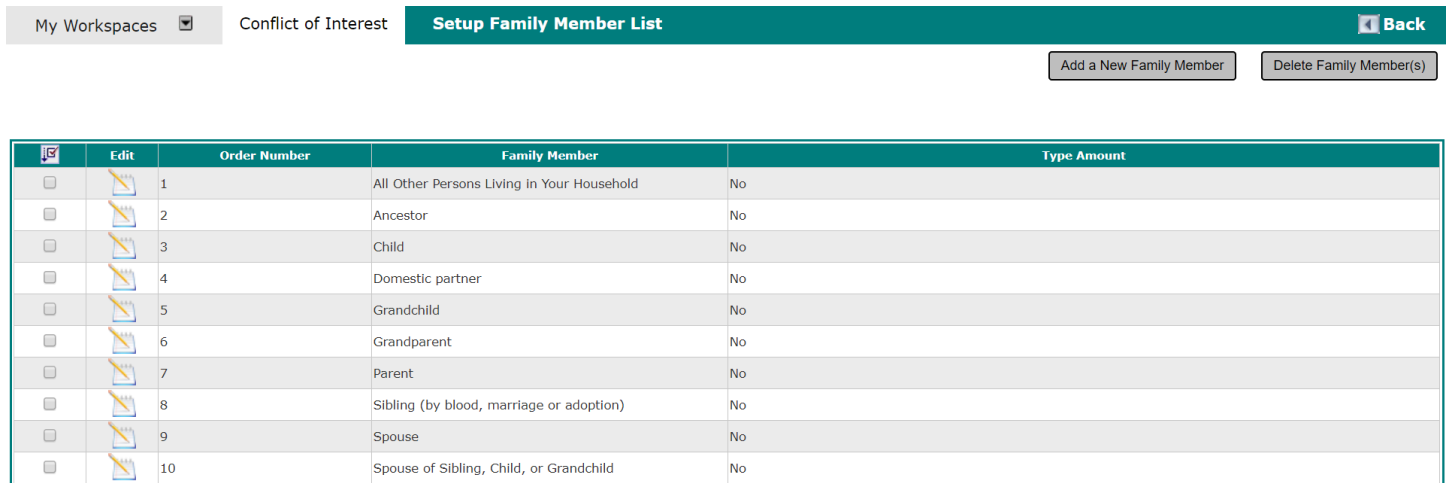 My Workspaces Conflict of Interest Setup Family Member List Back
Add a New Family Member Delete Family Member(s)
Edit Order Number Family Member Type Amount
1 All Other Persons Living in Your Household No
2 Ancestor No
3 Child No
4 Domestic partner No
5 Grandchild No
6 Grandparent No
7 Parent No
8 Sibling (by blood, marriage or adoption) No
9 Spouse No
10 Spouse of Sibling, Child, or Grandchild No